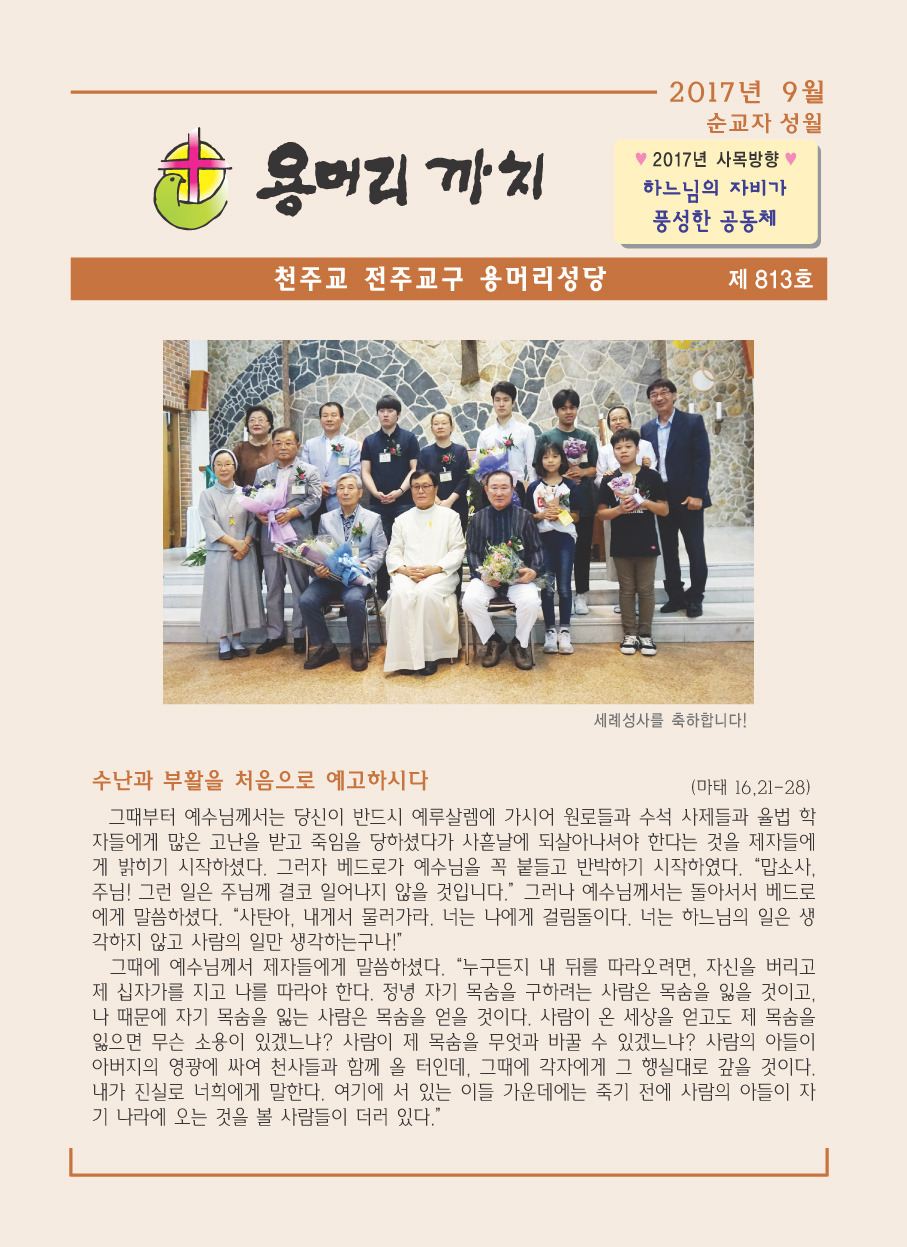 2017년 9월
순교자 성월
용머리 까치
♥ 2017년 사목방향 ♥
하느님의 자비가
풍성한 공동체
천주교 전주교구 용머리성당 제 813호
세례성사를 축하합니다!
수난과 부활을 처음으로 예고하시다 (마태 16,21-28)
그때부터 예수님께서는 당신이 반드시 예루살렘에 가시어 원로들과 수석 사제들과 율법 학
자들에게 많은 고난을 받고 죽임을 당하셨다가 사흗날에 되살아나셔야 한다는 것을 제자들에
게 밝히기 시작하셨다. 그러자 베드로가 예수님을 꼭 붙들고 반박하기 시작하였다. “맙소사,
주님! 그런 일은 주님께 결코 일어나지 않을 것입니다.” 그러나 예수님께서는 돌아서서 베드로
에게 말씀하셨다. “사탄아, 내게서 물러가라. 너는 나에게 걸림돌이다. 너는 하느님의 일은 생
각하지 않고 사람의 일만 생각하는구나!”
그때에 예수님께서 제자들에게 말씀하셨다. “누구든지 내 뒤를 따라오려면, 자신을 버리고
제 십자가를 지고 나를 따라야 한다. 정녕 자기 목숨을 구하려는 사람은 목숨을 잃을 것이고,
나 때문에 자기 목숨을 잃는 사람은 목숨을 얻을 것이다. 사람이 온 세상을 얻고도 제 목숨을
잃으면 무슨 소용이 있겠느냐? 사람이 제 목숨을 무엇과 바꿀 수 있겠느냐? 사람의 아들이
아버지의 영광에 싸여 천사들과 함께 올 터인데, 그때에 각자에게 그 행실대로 갚을 것이다.
내가 진실로 너희에게 말한다. 여기에 서 있는 이들 가운데에는 죽기 전에 사람의 아들이 자
기 나라에 오는 것을 볼 사람들이 더러 있다.”